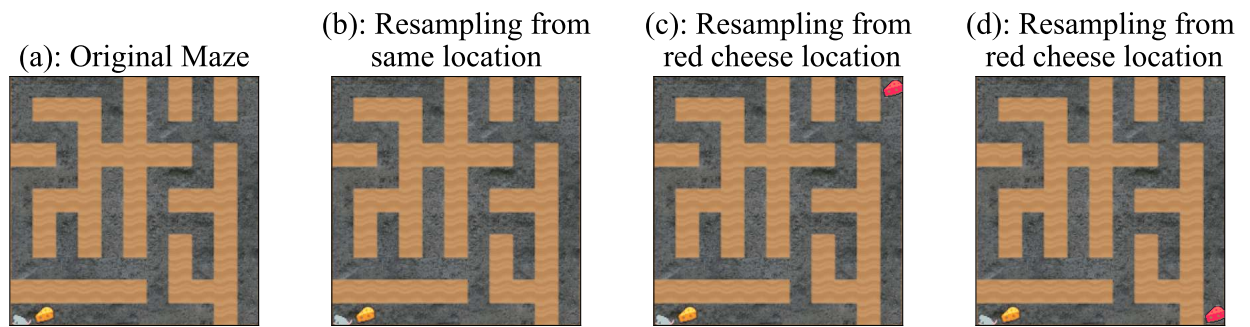 (a): Original Maze
(b): Resampling from
same location
(c): Resampling from
red cheese location
(d): Resampling from
red cheese location